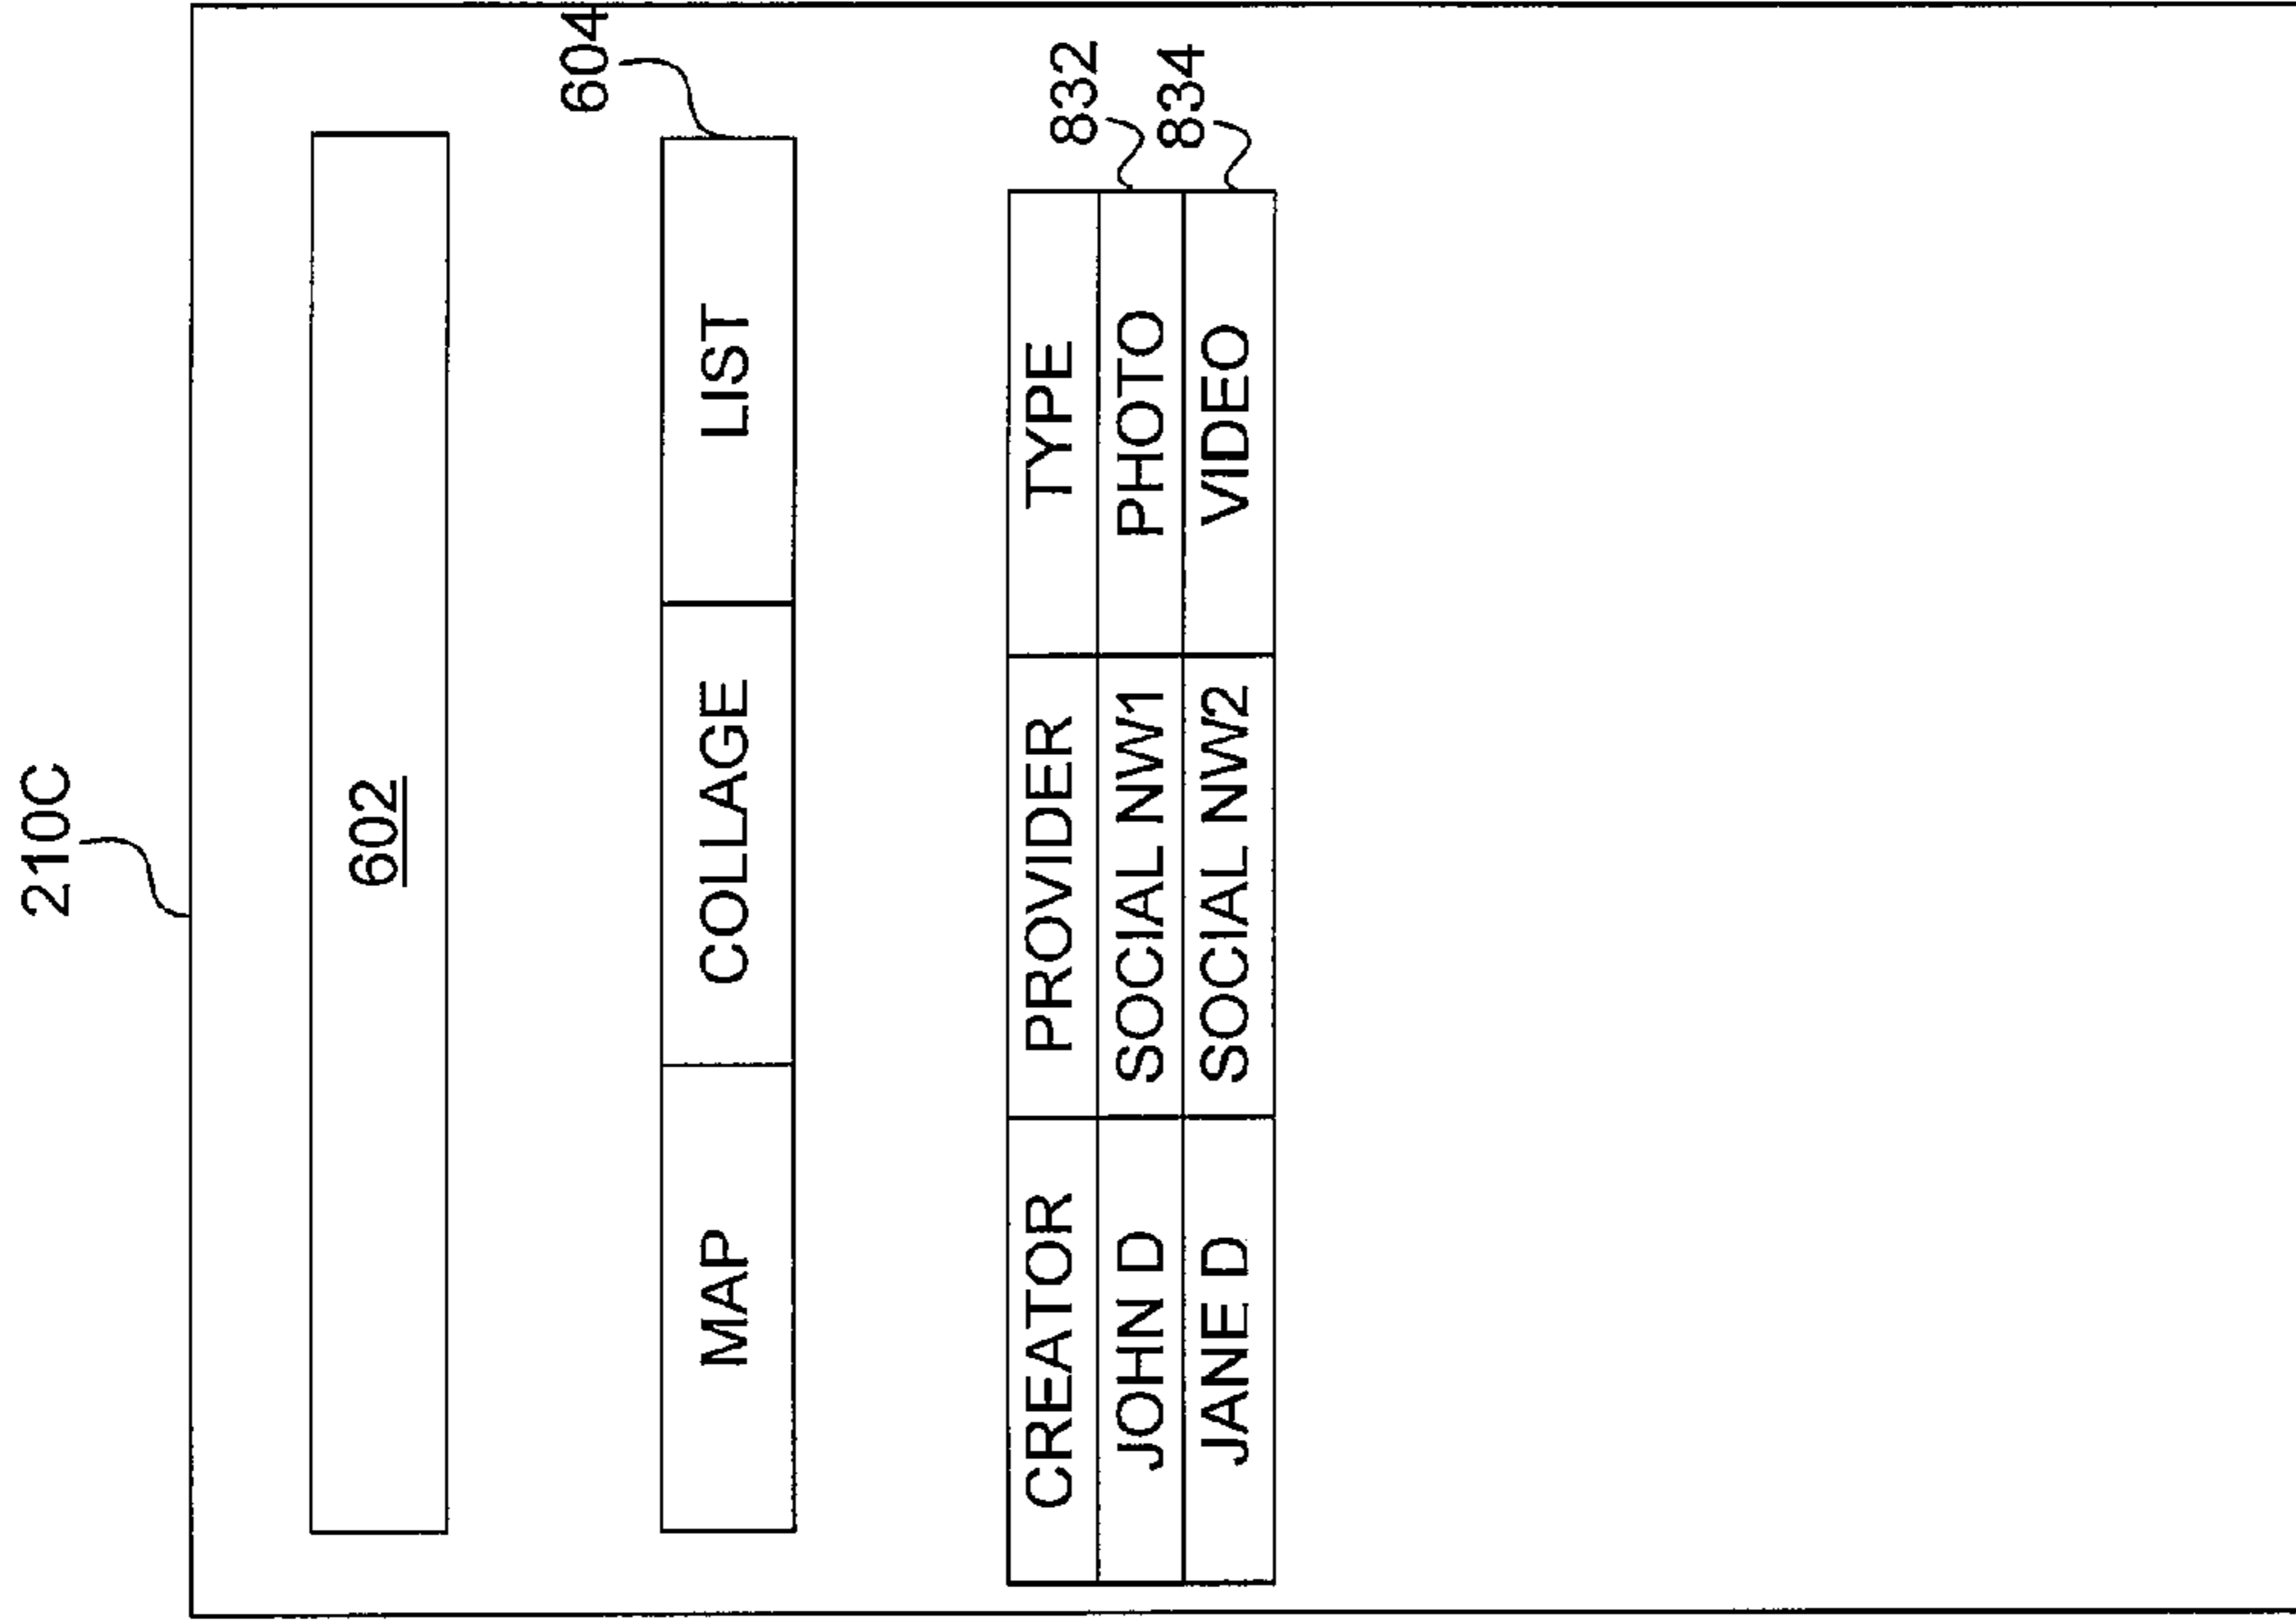 210C
602
604
MAP COLLAGE LIST
CREATOR PROVIDER TYPE
JOHN D SOCIAL NW1 PHOTO 832
JANE D SOCIAL NW2 VIDEO 834